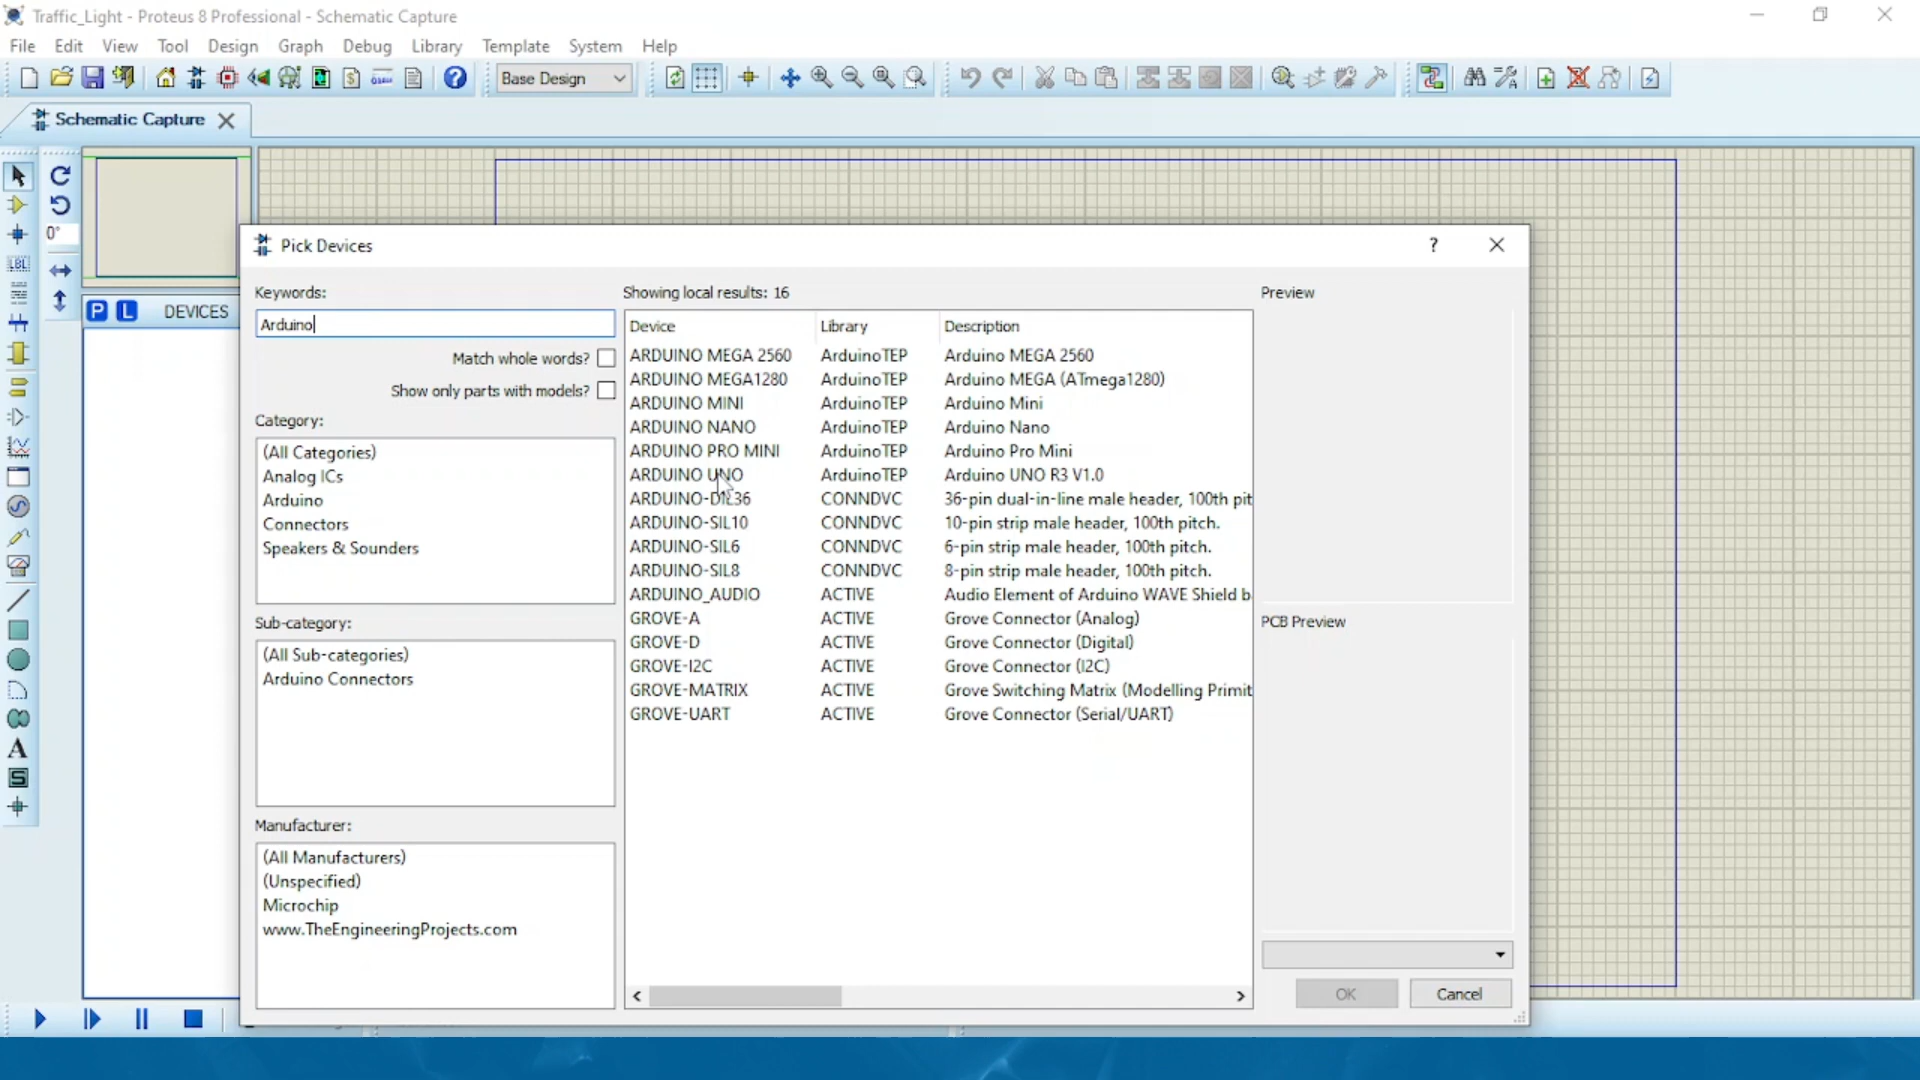 Traffic_Light - Proteus 8 Professional - Schematic Capture
File Edit View Tool Design Graph Debug Library Template System Help
Base Design
Schematic Capture
LBL
0°
P L DEVICES
A
S
Pick Devices
Keywords:
Arduino
Match whole words?
Show only parts with models?
Category:
(All Categories)
Analog ICs
Arduino
Connectors
Speakers & Sounders
Sub-category:
(All Sub-categories)
Arduino Connectors
Manufacturer:
(All Manufacturers)
(Unspecified)
Microchip
www.TheEngineeringProjects.com
Showing local results: 16
Device Library Description
ARDUINO MEGA 2560 ArduinoTEP Arduino MEGA 2560
ARDUINO MEGA1280 ArduinoTEP Arduino MEGA (ATmega1280)
ARDUINO MINI ArduinoTEP Arduino Mini
ARDUINO NANO ArduinoTEP Arduino Nano
ARDUINO PRO MINI ArduinoTEP Arduino Pro Mini
ARDUINO UNO ArduinoTEP Arduino UNO R3 V1.0
ARDUINO-DIL36 CONNDVC 36-pin dual-in-line male header, 100th pit
ARDUINO-SIL10 CONNDVC 10-pin strip male header, 100th pitch.
ARDUINO-SIL6 CONNDVC 6-pin strip male header, 100th pitch.
ARDUINO-SIL8 CONNDVC 8-pin strip male header, 100th pitch.
ARDUINO_AUDIO ACTIVE Audio Element of Arduino WAVE Shield b
GROVE-A ACTIVE Grove Connector (Analog)
GROVE-D ACTIVE Grove Connector (Digital)
GROVE-I2C ACTIVE Grove Connector (I2C)
GROVE-MATRIX ACTIVE Grove Switching Matrix (Modelling Primit
GROVE-UART ACTIVE Grove Connector (Serial/UART)
Preview
PCB Preview
OK Cancel